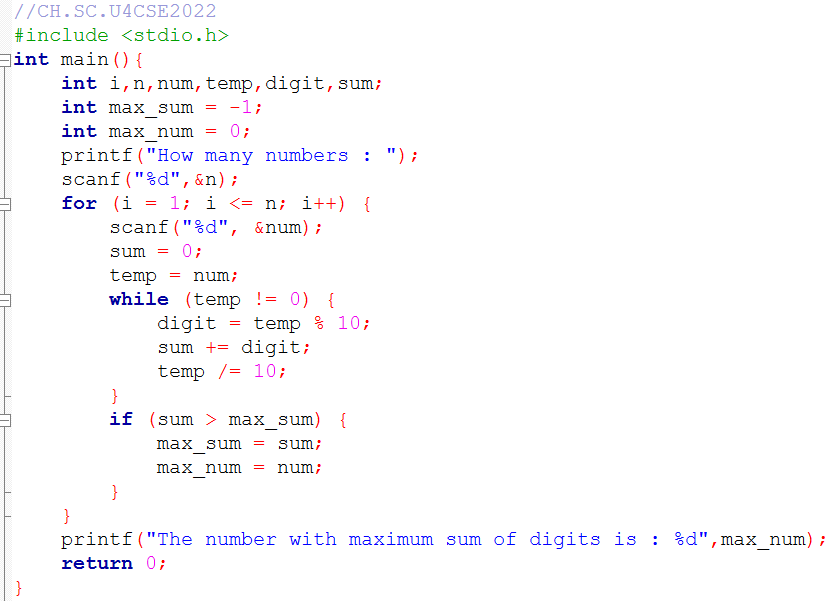 //CH.SC.U4CSE2022
#include <stdio.h>
int main(){
    int i,n,num,temp,digit,sum;
    int max_sum = -1;
    int max_num = 0;
    printf("How many numbers : ");
    scanf("%d",&n);
    for (i = 1; i <= n; i++) {
        scanf("%d", &num);
        sum = 0;
        temp = num;
        while (temp != 0) {
            digit = temp % 10;
            sum += digit;
            temp /= 10;
        }
        if (sum > max_sum) {
            max_sum = sum;
            max_num = num;
        }
    }
    printf("The number with maximum sum of digits is : %d",max_num);
    return 0;
}